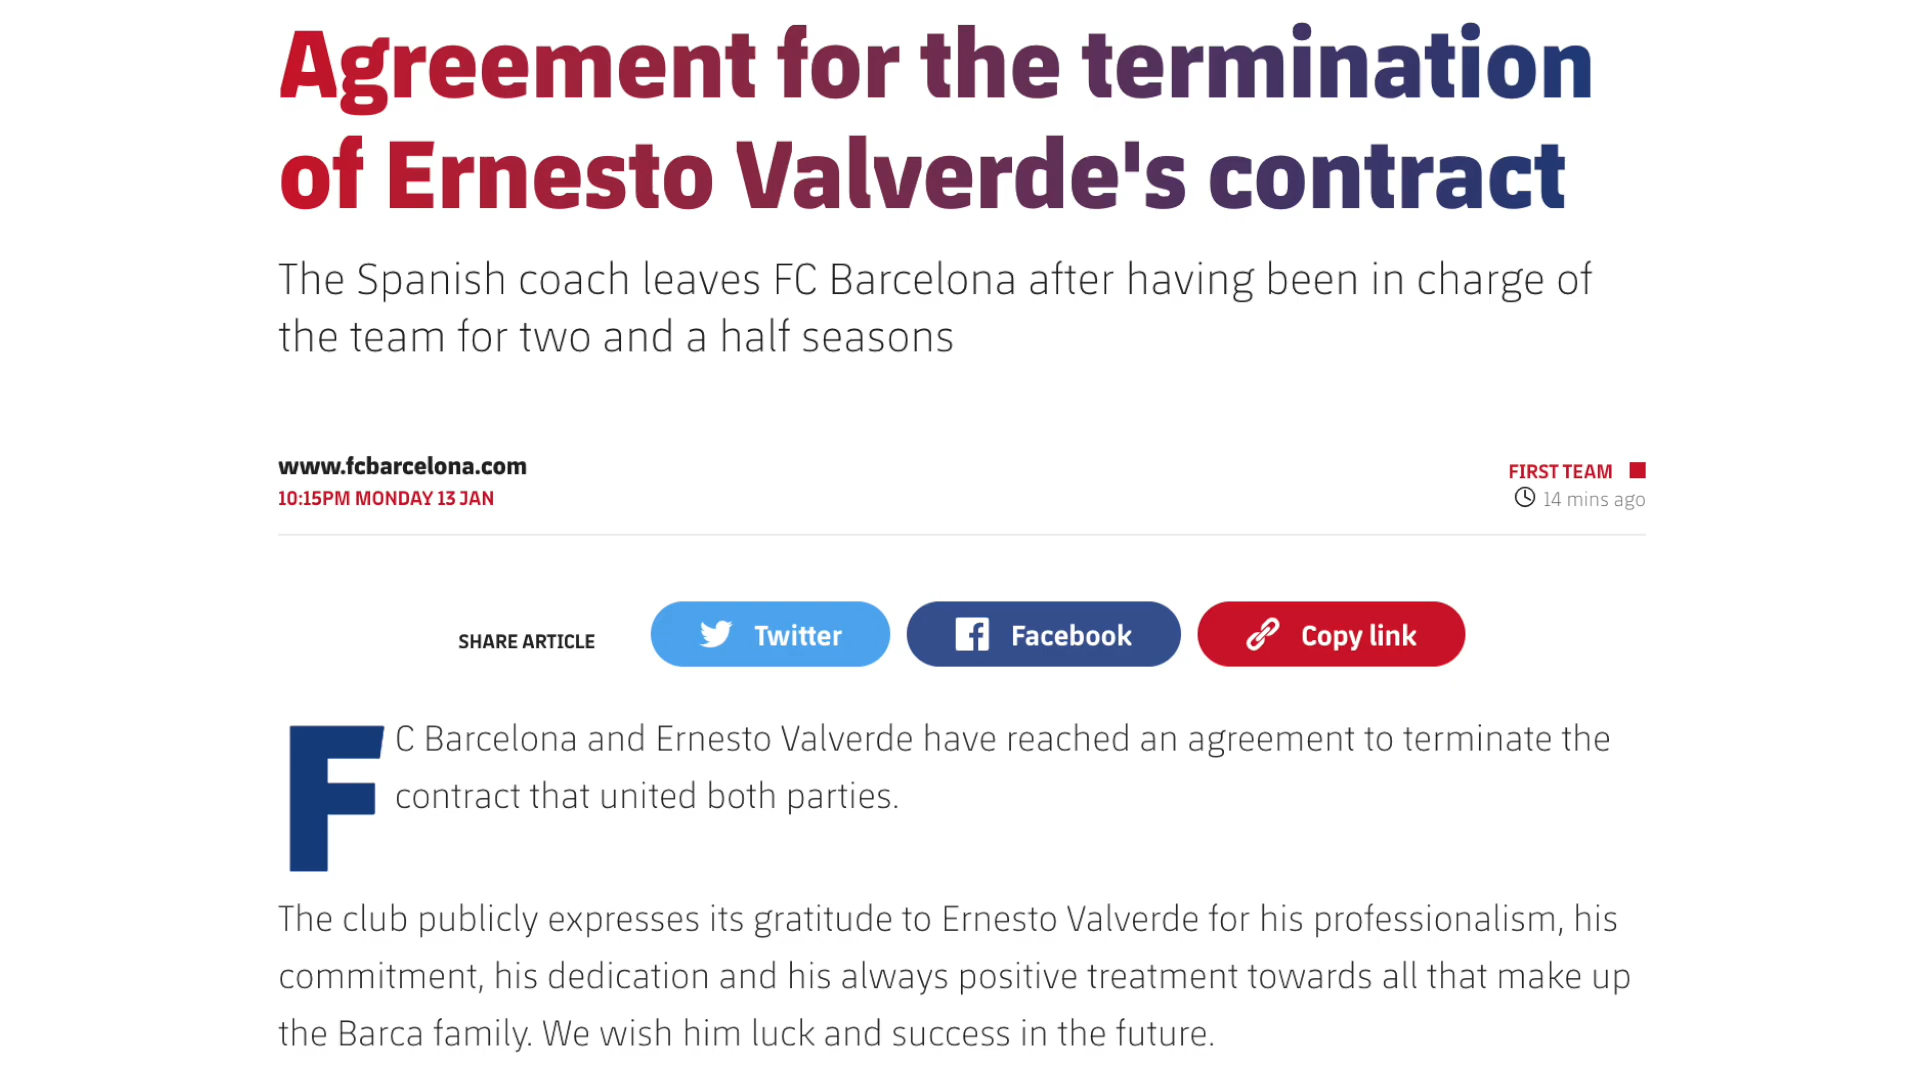 Agreement for the termination
of Ernesto Valverde's contract
The Spanish coach leaves FC Barcelona after having been in charge of
the team for two and a half seasons
www.fcbarcelona.com
10:15PM MONDAY 13 JAN
FIRST TEAM
14 mins ago
SHARE ARTICLE
Twitter
Facebook
Copy link
FC Barcelona and Ernesto Valverde have reached an agreement to terminate the
contract that united both parties.
The club publicly expresses its gratitude to Ernesto Valverde for his professionalism, his
commitment, his dedication and his always positive treatment towards all that make up
the Barca family. We wish him luck and success in the future.